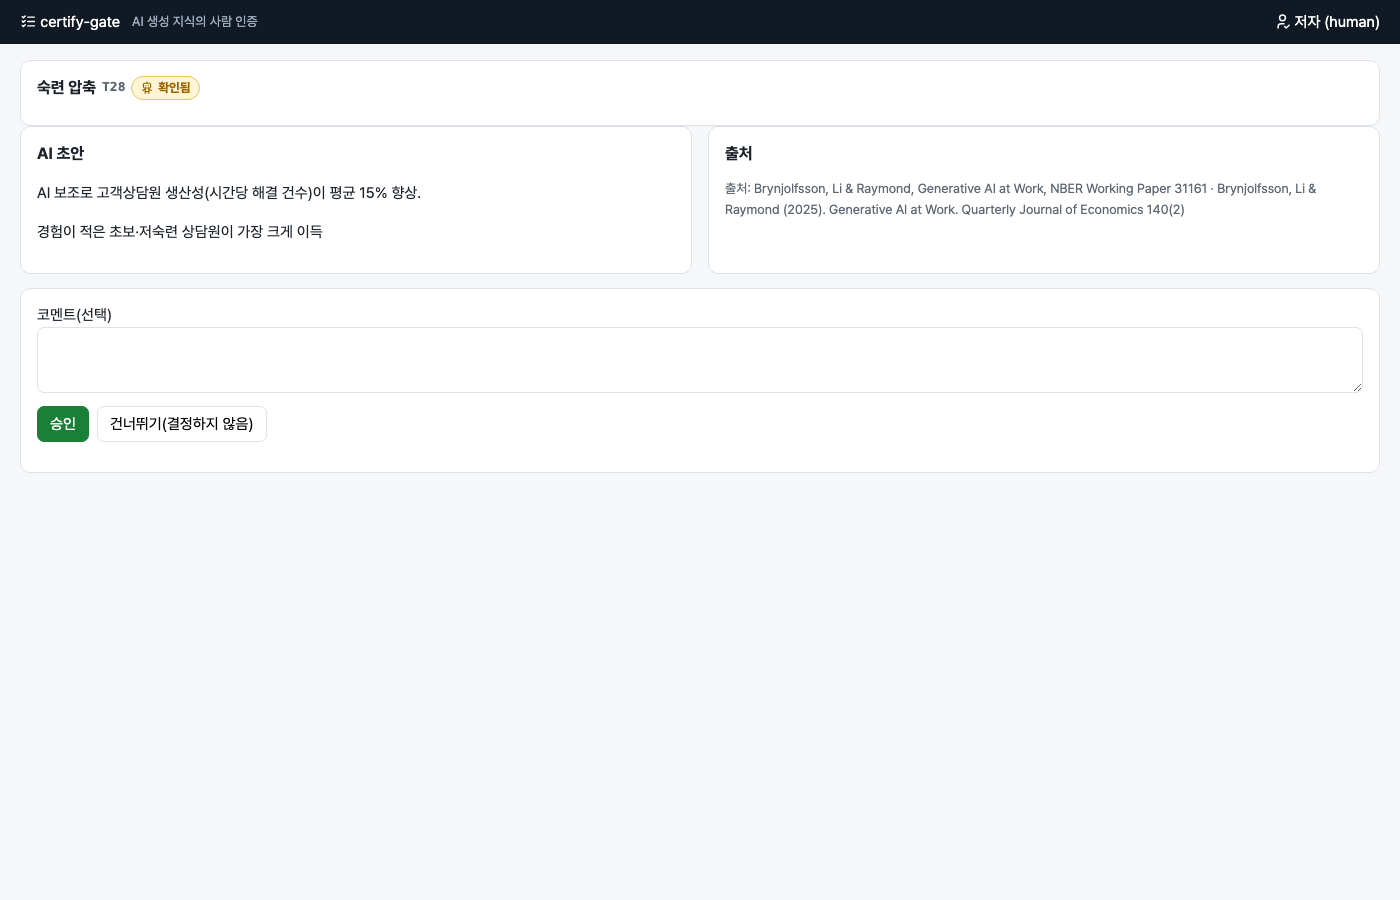 certify-gate AI 생성 지식의 사람 인증 저자 (human)
숙련 압축 T28 확인됨
AI 초안
AI 보조로 고객상담원 생산성(시간당 해결 건수)이 평균 15% 향상.
경험이 적은 초보·저숙련 상담원이 가장 크게 이득
출처
출처: Brynjolfsson, Li & Raymond, Generative AI at Work, NBER Working Paper 31161 · Brynjolfsson, Li &
Raymond (2025). Generative AI at Work. Quarterly Journal of Economics 140(2)
코멘트(선택)
승인 건너뛰기(결정하지 않음)